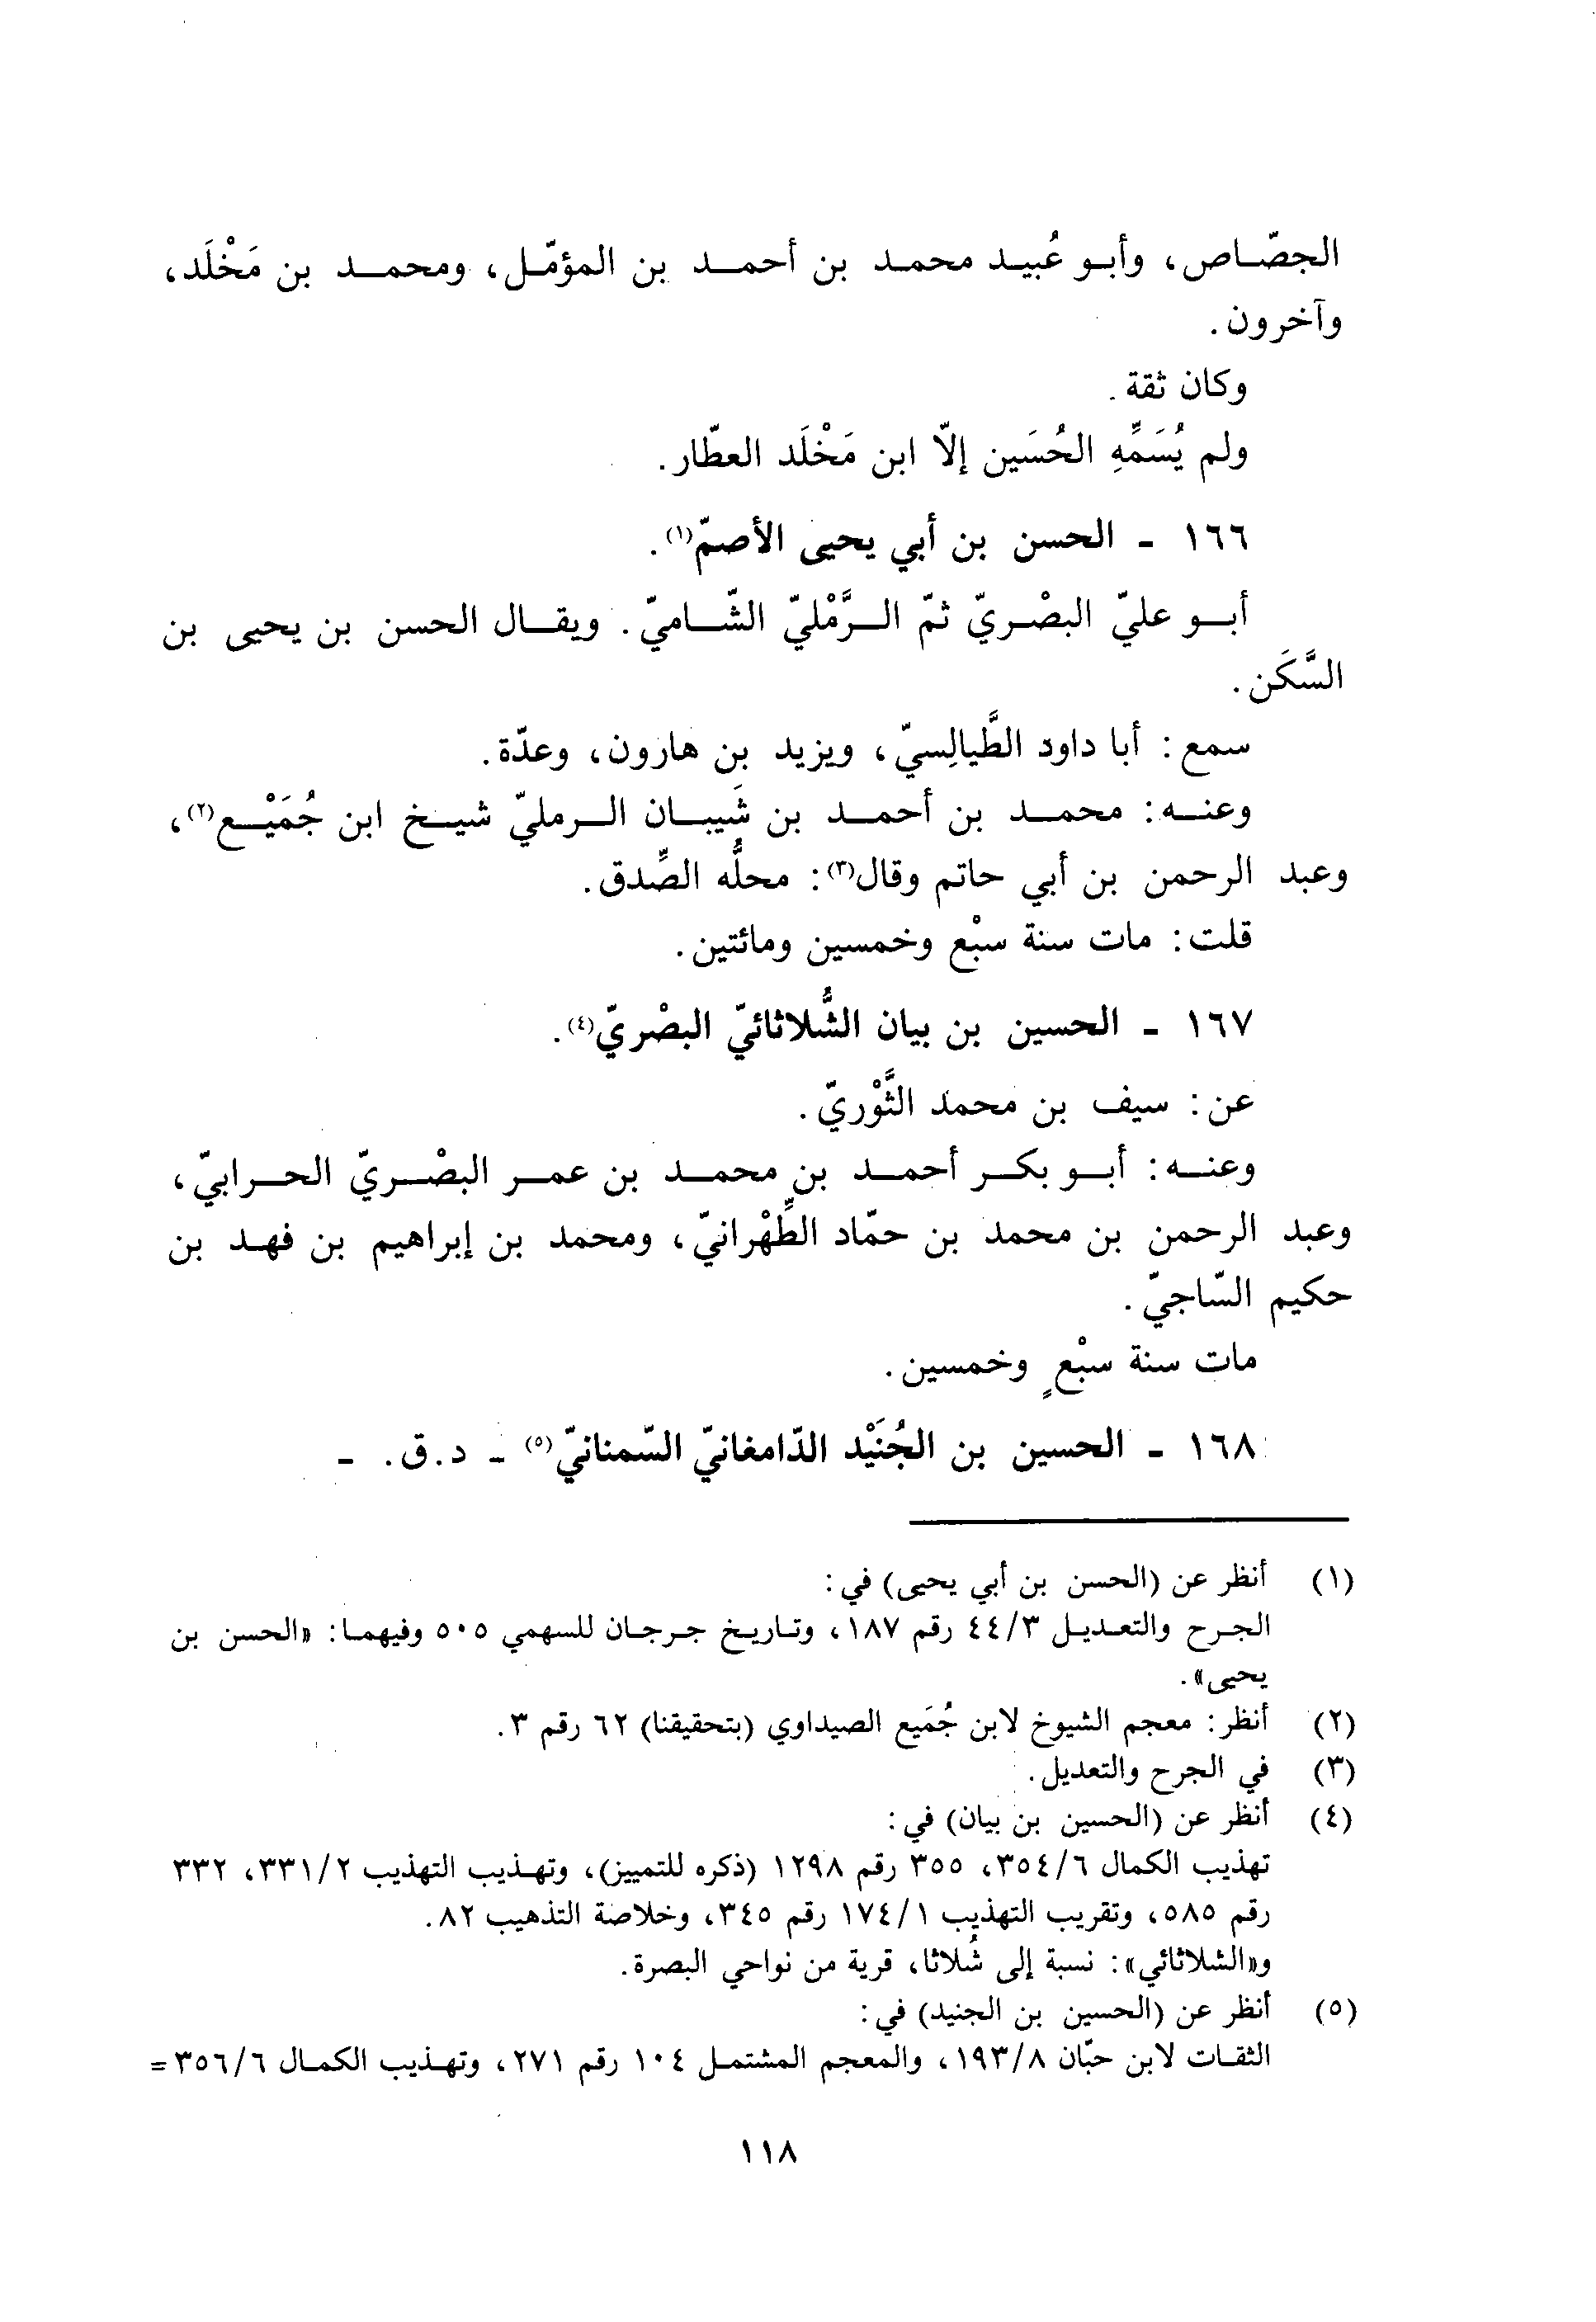 الجصّاص، وأبو عُبيد محمد بن أحمد بن المؤمّل، ومحمد بن مَخْلَد،
وآخرون.
وكان ثقة.
ولم يُسَمِّهِ الحُسَين إلاّ ابن مَخْلَد العطّار.
١٦٦ - الحسن بن أبي يحيى الأصمّ(١).
أبو عليّ البصْريّ ثمّ الرَّمْليّ الشّاميّ. ويقال الحسن بن يحيى بن
السَّكَن.
سمع: أبا داود الطَّيالِسيّ، ويزيد بن هارون، وعدّة.
وعنه: محمد بن أحمد بن شَيبان الرمليّ شيخ ابن جُمَيْع(٢)،
وعبد الرحمن بن أبي حاتم وقال(٣): محلُّه الصِّدق.
قلت: مات سنة سبْع وخمسين ومائتين.
١٦٧ - الحسين بن بيان الشُّلاثائيّ البصْريّ(٤).
عن: سيف بن محمد الثَّوْريّ.
وعنه: أبو بكر أحمد بن محمد بن عمر البصْريّ الحرابيّ،
وعبد الرحمن بن محمد بن حمّاد الطِّهْرانيّ، ومحمد بن إبراهيم بن فهد بن
حكيم السّاجيّ.
مات سنة سبْعٍ وخمسين.
١٦٨ - الحسين بن الجُنَيْد الدّامغانيّ السّمنانيّ(٥) - د.ق. -
(١) أنظر عن (الحسن بن أبي يحيى) في:
الجرح والتعديل ٤٤/٣ رقم ١٨٧، وتاريخ جرجان للسهمي ٥٠٥ وفيهما: «الحسن بن
يحيى».
(٢) أنظر: معجم الشيوخ لابن جُمَيع الصيداوي (بتحقيقنا) ٦٢ رقم ٣.
(٣) في الجرح والتعديل.
(٤) أنظر عن (الحسين بن بيان) في:
تهذيب الكمال ٣٥٤/٦، ٣٥٥ رقم ١٢٩٨ (ذكره للتمييز)، وتهذيب التهذيب ٣٣١/٢، ٣٣٢
رقم ٥٨٥، وتقريب التهذيب ١٧٤/١ رقم ٣٤٥، وخلاصة التذهيب ٨٢.
و«الشلاثائي»: نسبة إلى شُلاثا، قرية من نواحي البصرة.
(٥) أنظر عن (الحسين بن الجنيد) في:
الثقات لابن حبّان ١٩٣/٨، والمعجم المشتمل ١٠٤ رقم ٢٧١، وتهذيب الكمال ٣٥٦/٦ =
١١٨